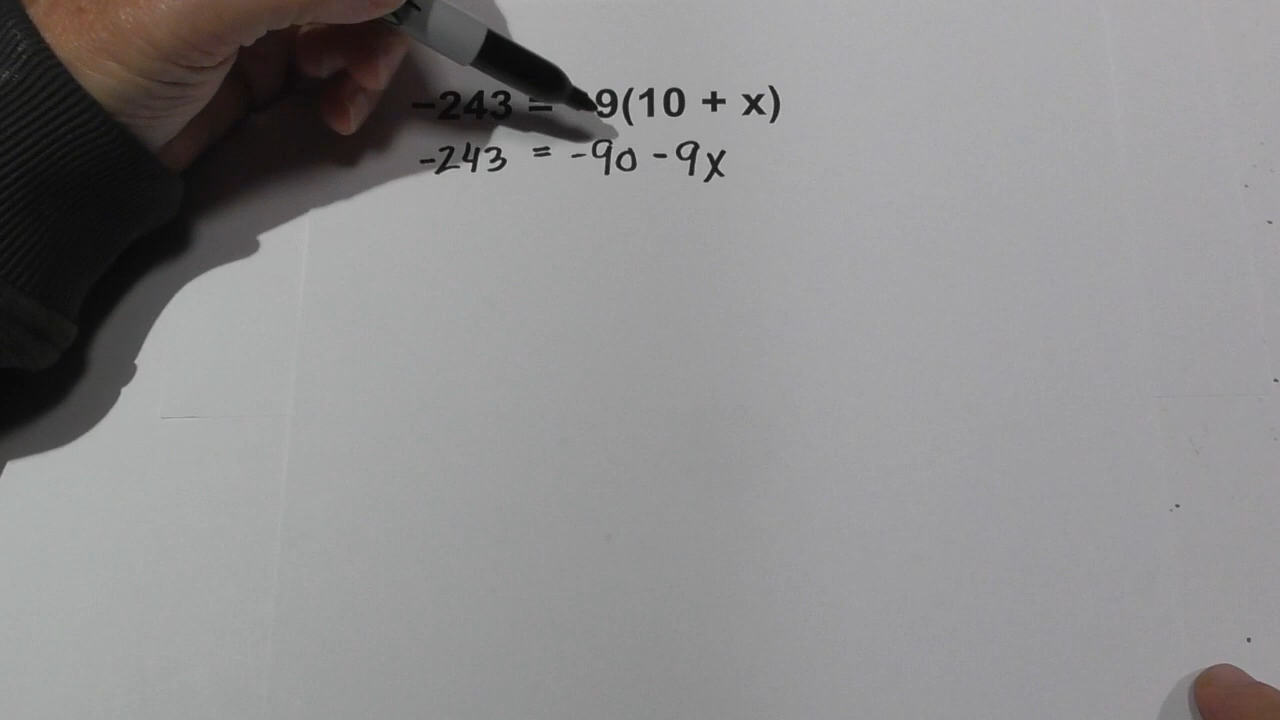 −243 = −9(10 + x)
-243 = -90 - 9x